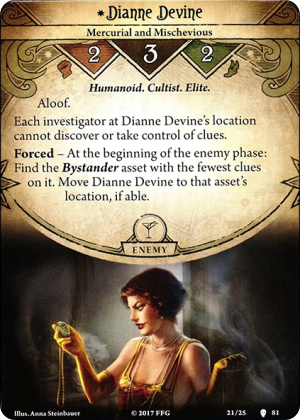 *Dianne Devine
Mercurial and Mischevious
2 3 2
Humanoid. Cultist. Elite.
Aloof.
Each investigator at Dianne Devine's location
cannot discover or take control of clues.
Forced – At the beginning of the enemy phase:
Find the Bystander asset with the fewest clues
on it. Move Dianne Devine to that asset's
location, if able.
ENEMY
Illus. Anna Steinbauer © 2017 FFG 21/25 81